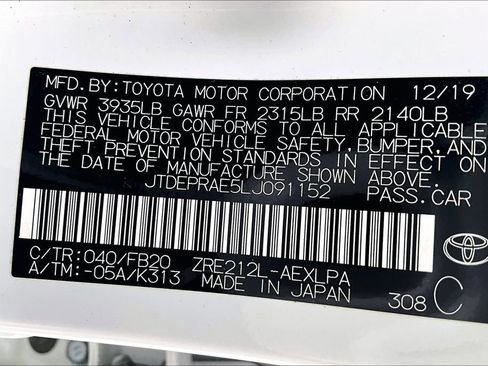 MFD. BY: TOYOTA MOTOR CORPORATION 12/19
GVWR 3935LB GAWR FR 2315LB RR 2140LB
THIS VEHICLE CONFORMS TO ALL APPLICABLE
FEDERAL MOTOR VEHICLE SAFETY, BUMPER, AND
THEFT PREVENTION STANDARDS IN EFFECT ON
THE DATE OF MANUFACTURE SHOWN ABOVE.
JTDEPRAE5LJ091152 PASS. CAR
C/TR: 040/FB20 ZRE212L-AEXLPA
A/TM: -05A/K313 MADE IN JAPAN 308 C